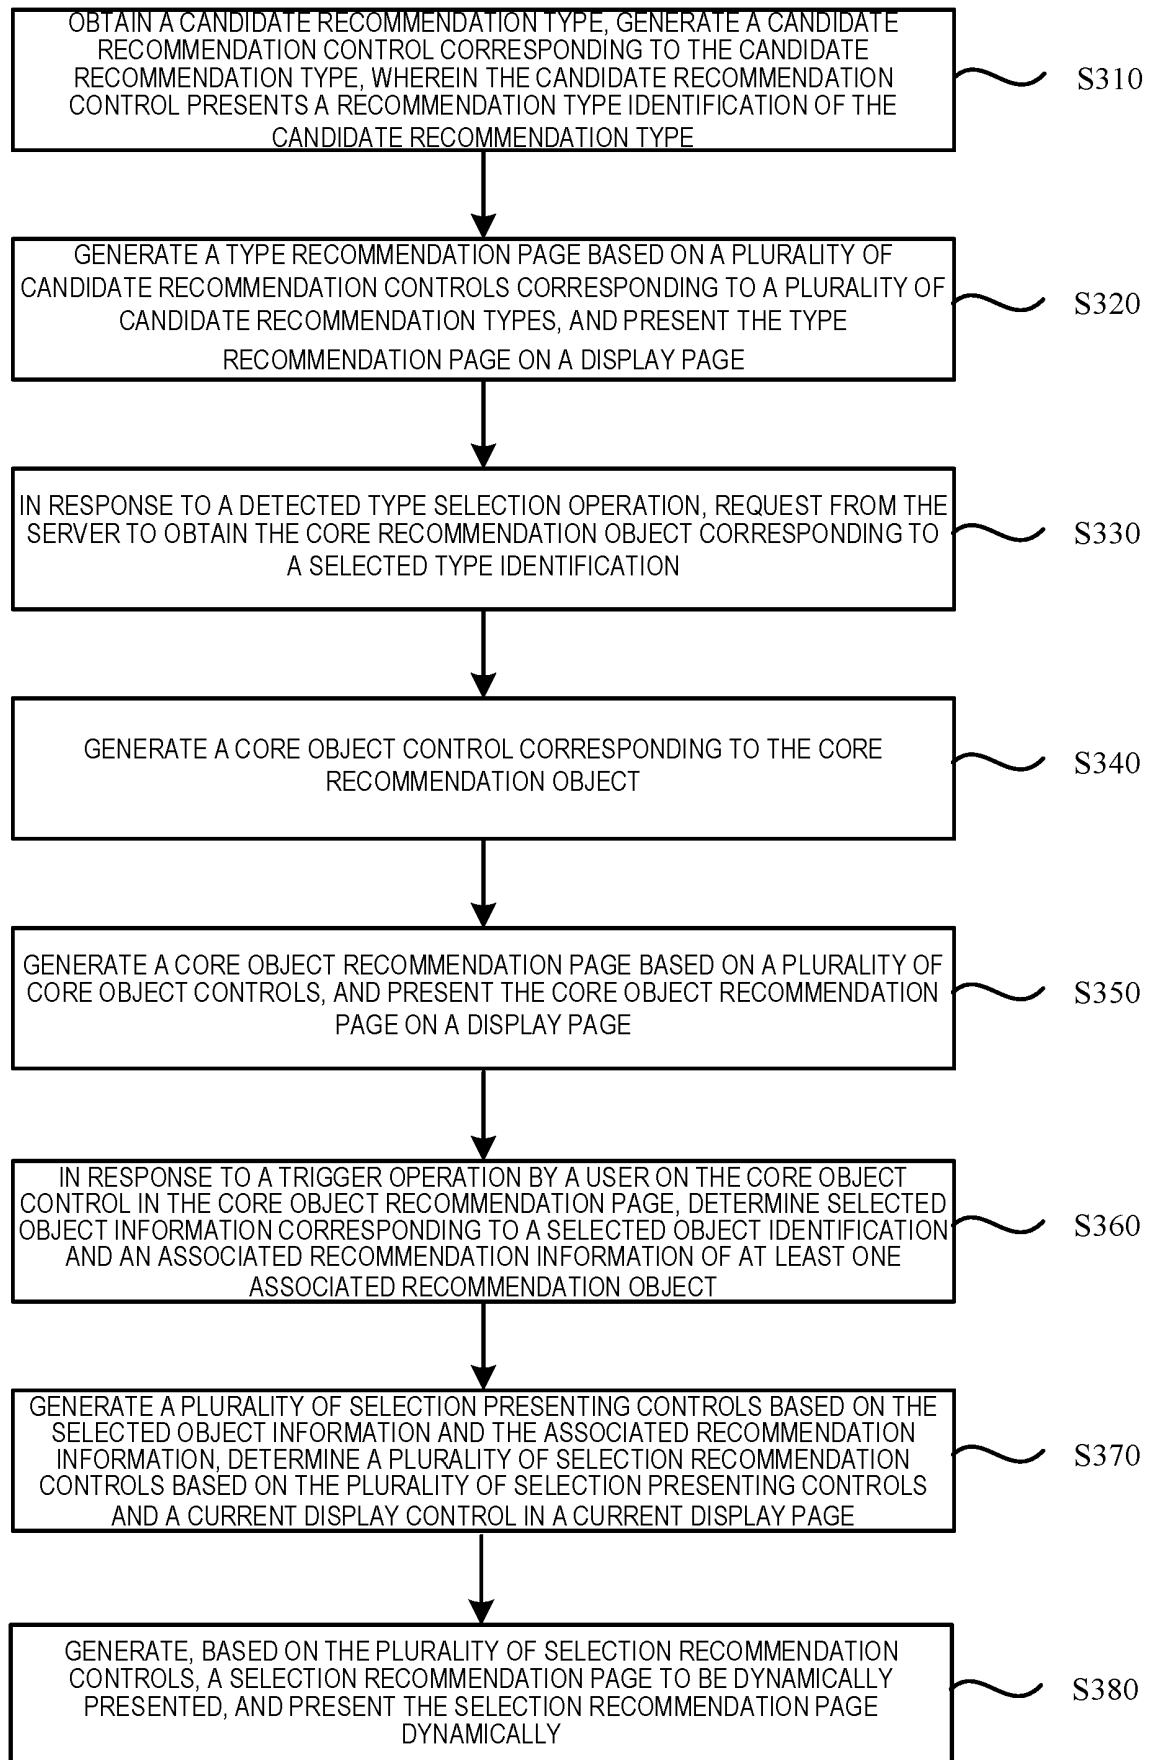 OBTAIN A CANDIDATE RECOMMENDATION TYPE, GENERATE A CANDIDATE
RECOMMENDATION CONTROL CORRESPONDING TO THE CANDIDATE
RECOMMENDATION TYPE, WHEREIN THE CANDIDATE RECOMMENDATION
CONTROL PRESENTS A RECOMMENDATION TYPE IDENTIFICATION OF THE
CANDIDATE RECOMMENDATION TYPE
S310
GENERATE A TYPE RECOMMENDATION PAGE BASED ON A PLURALITY OF
CANDIDATE RECOMMENDATION CONTROLS CORRESPONDING TO A PLURALITY OF
CANDIDATE RECOMMENDATION TYPES, AND PRESENT THE TYPE
RECOMMENDATION PAGE ON A DISPLAY PAGE
S320
IN RESPONSE TO A DETECTED TYPE SELECTION OPERATION, REQUEST FROM THE
SERVER TO OBTAIN THE CORE RECOMMENDATION OBJECT CORRESPONDING TO
A SELECTED TYPE IDENTIFICATION
S330
GENERATE A CORE OBJECT CONTROL CORRESPONDING TO THE CORE
RECOMMENDATION OBJECT
S340
GENERATE A CORE OBJECT RECOMMENDATION PAGE BASED ON A PLURALITY OF
CORE OBJECT CONTROLS, AND PRESENT THE CORE OBJECT RECOMMENDATION
PAGE ON A DISPLAY PAGE
S350
IN RESPONSE TO A TRIGGER OPERATION BY A USER ON THE CORE OBJECT
CONTROL IN THE CORE OBJECT RECOMMENDATION PAGE, DETERMINE SELECTED
OBJECT INFORMATION CORRESPONDING TO A SELECTED OBJECT IDENTIFICATION
AND AN ASSOCIATED RECOMMENDATION INFORMATION OF AT LEAST ONE
ASSOCIATED RECOMMENDATION OBJECT
S360
GENERATE A PLURALITY OF SELECTION PRESENTING CONTROLS BASED ON THE
SELECTED OBJECT INFORMATION AND THE ASSOCIATED RECOMMENDATION
INFORMATION, DETERMINE A PLURALITY OF SELECTION RECOMMENDATION
CONTROLS BASED ON THE PLURALITY OF SELECTION PRESENTING CONTROLS
AND A CURRENT DISPLAY CONTROL IN A CURRENT DISPLAY PAGE
S370
GENERATE, BASED ON THE PLURALITY OF SELECTION RECOMMENDATION
CONTROLS, A SELECTION RECOMMENDATION PAGE TO BE DYNAMICALLY
PRESENTED, AND PRESENT THE SELECTION RECOMMENDATION PAGE
DYNAMICALLY
S380